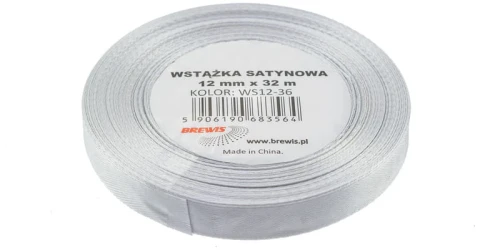 WSTĄŻKA SATYNOWA
12 mm x 32 m
KOLOR: WS12-36
5 906190 683564
BREWIS
www.brewis.pl
Made in China.